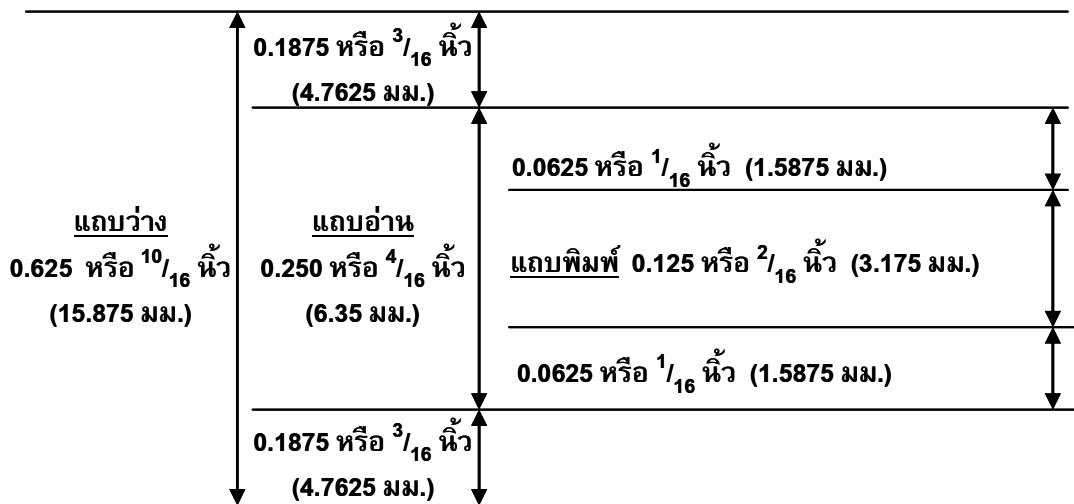 0.1875 หรือ ³/₁₆ นิ้ว
(4.7625 มม.)
0.0625 หรือ ¹/₁₆ นิ้ว (1.5875 มม.)
แถบว่าง
0.625 หรือ ¹⁰/₁₆ นิ้ว
(15.875 มม.)
แถบอ่าน
0.250 หรือ ⁴/₁₆ นิ้ว
(6.35 มม.)
แถบพิมพ์ 0.125 หรือ ²/₁₆ นิ้ว (3.175 มม.)
0.0625 หรือ ¹/₁₆ นิ้ว (1.5875 มม.)
0.1875 หรือ ³/₁₆ นิ้ว
(4.7625 มม.)